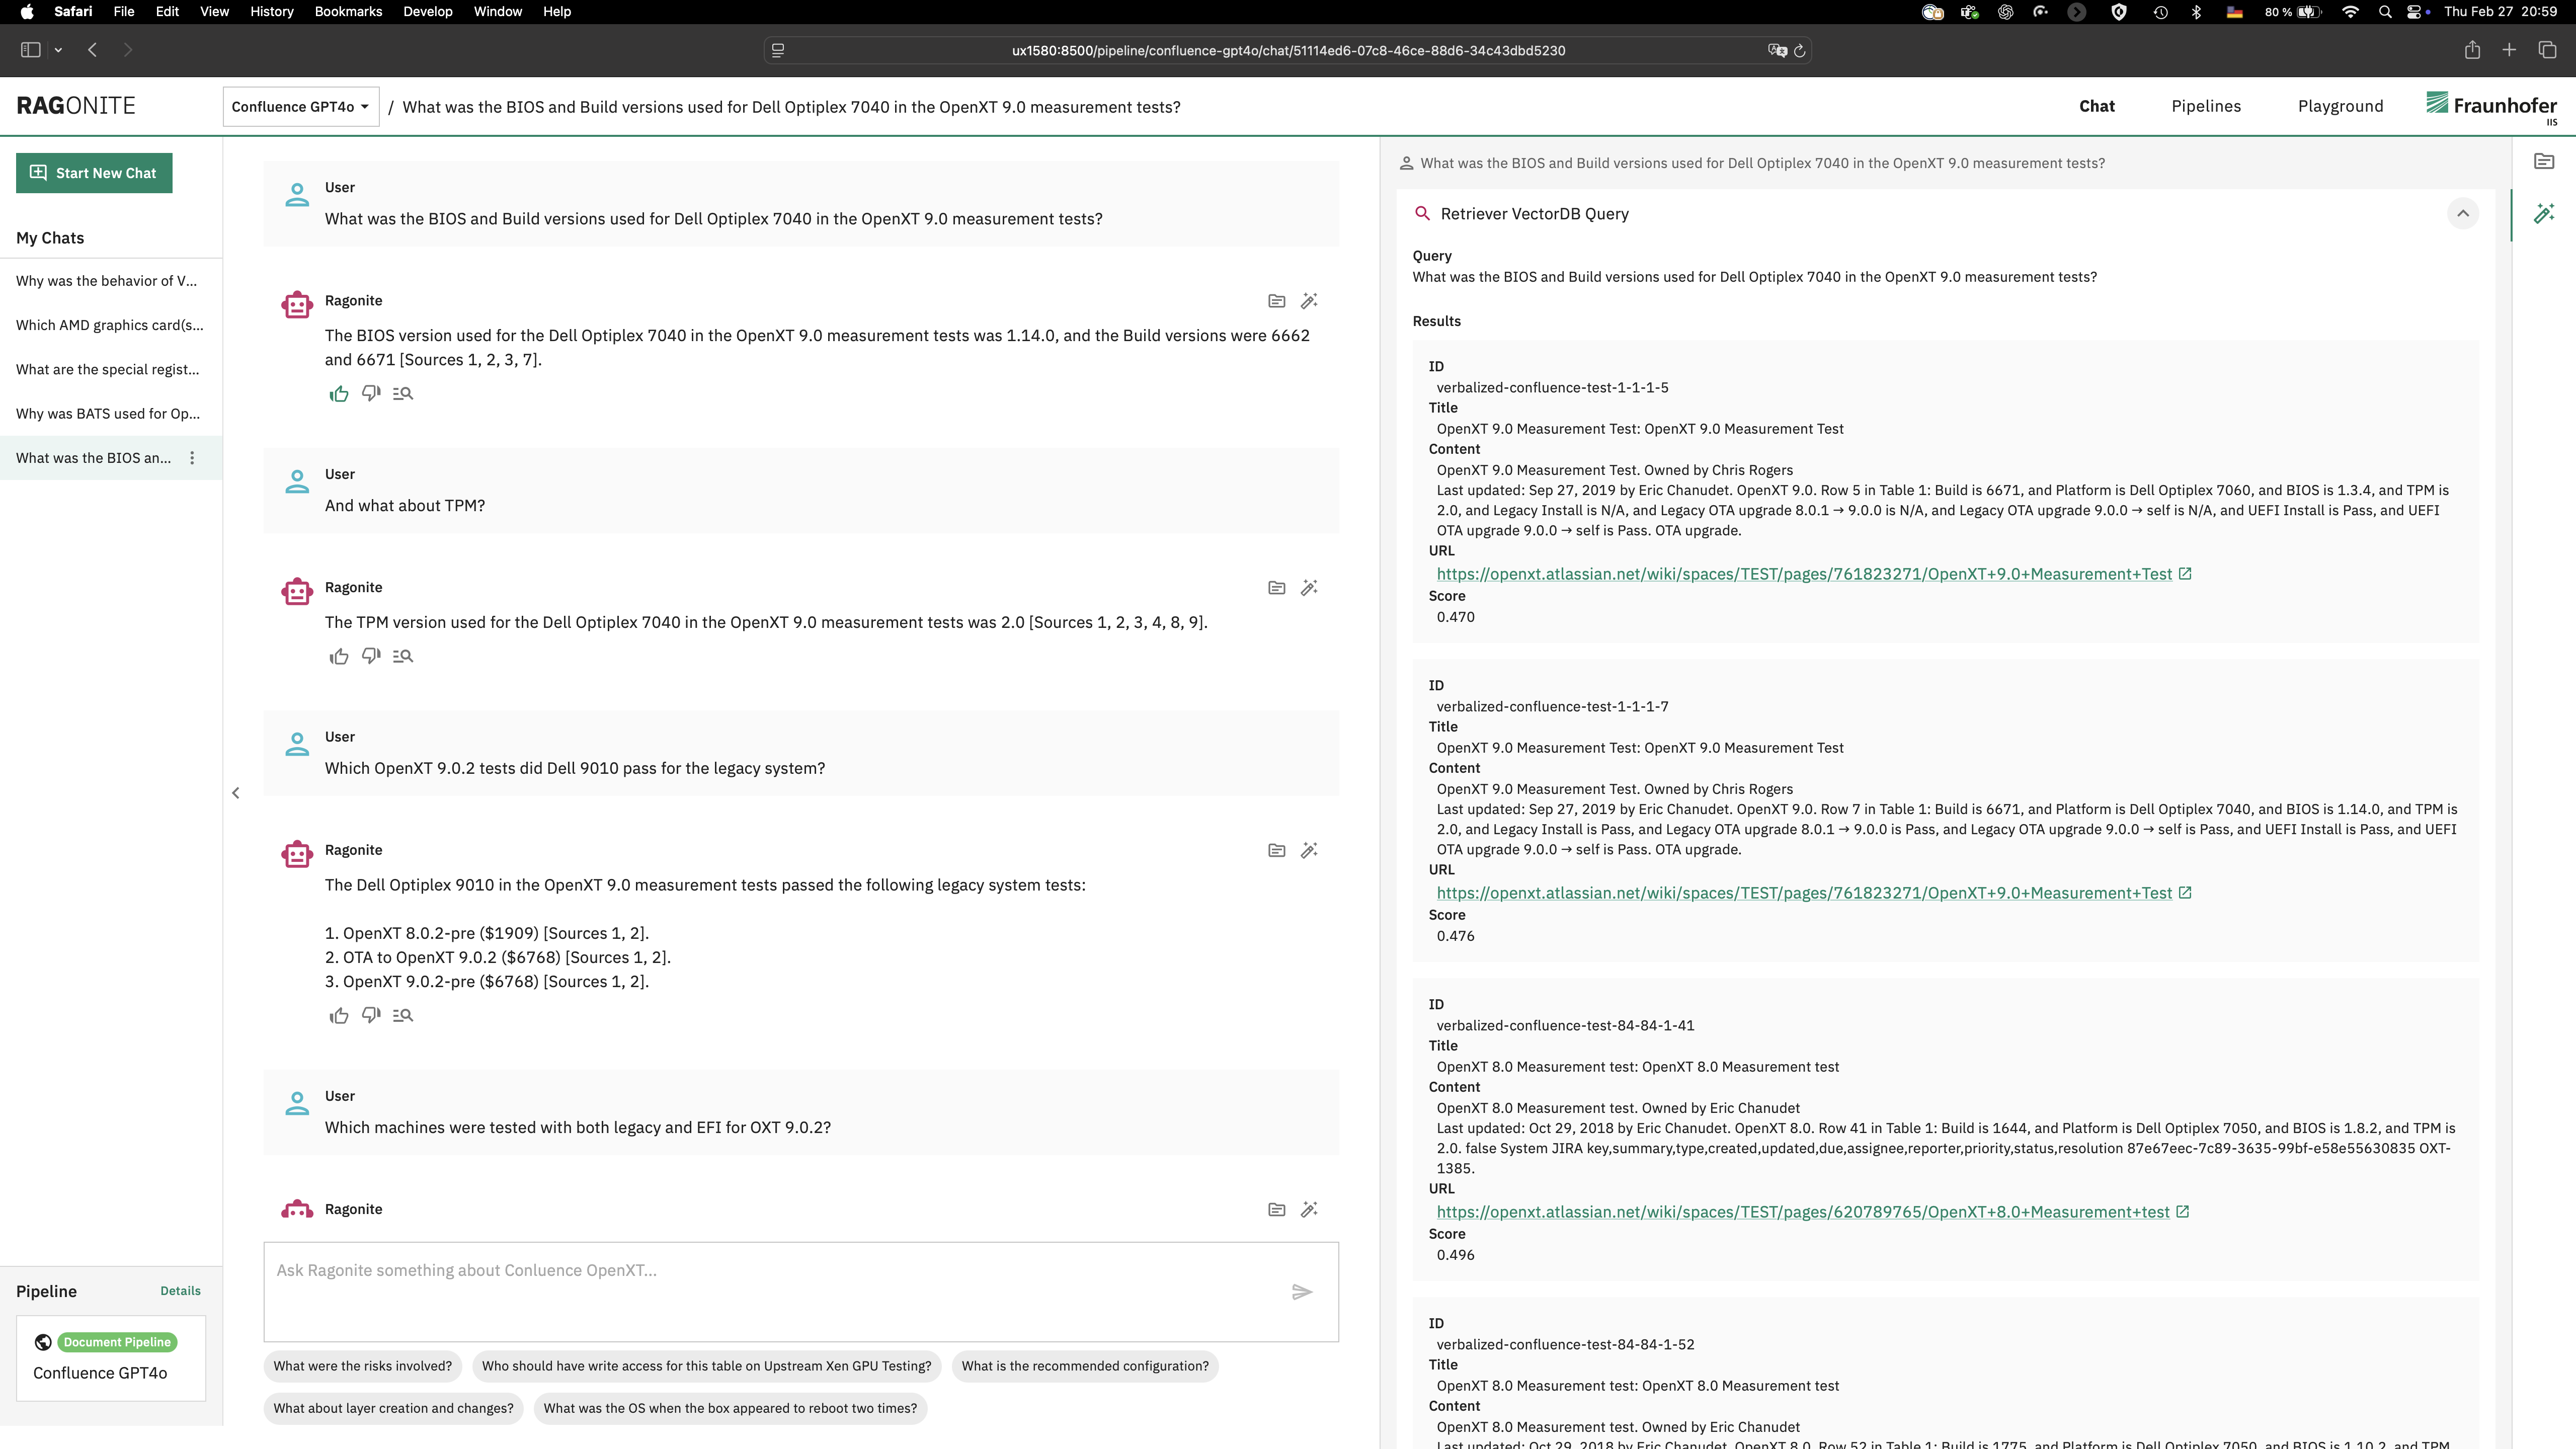 Safari File Edit View History Bookmarks Develop Window Help 80 % Thu Feb 27 20:59
ux1580:8500/pipeline/confluence-gpt4o/chat/51114ed6-07c8-46ce-88d6-34c43dbd5230
RAGONITE
Confluence GPT4o / What was the BIOS and Build versions used for Dell Optiplex 7040 in the OpenXT 9.0 measurement tests?
Chat Pipelines Playground
Fraunhofer
IIS
Start New Chat
My Chats
Why was the behavior of V...
Which AMD graphics card(s...
What are the special regist...
Why was BATS used for Op...
What was the BIOS an...
Pipeline Details
Document Pipeline
Confluence GPT4o
User
What was the BIOS and Build versions used for Dell Optiplex 7040 in the OpenXT 9.0 measurement tests?
Ragonite
The BIOS version used for the Dell Optiplex 7040 in the OpenXT 9.0 measurement tests was 1.14.0, and the Build versions were 6662
and 6671 [Sources 1, 2, 3, 7].
User
And what about TPM?
Ragonite
The TPM version used for the Dell Optiplex 7040 in the OpenXT 9.0 measurement tests was 2.0 [Sources 1, 2, 3, 4, 8, 9].
User
Which OpenXT 9.0.2 tests did Dell 9010 pass for the legacy system?
Ragonite
The Dell Optiplex 9010 in the OpenXT 9.0 measurement tests passed the following legacy system tests:
1. OpenXT 8.0.2-pre ($1909) [Sources 1, 2].
2. OTA to OpenXT 9.0.2 ($6768) [Sources 1, 2].
3. OpenXT 9.0.2-pre ($6768) [Sources 1, 2].
User
Which machines were tested with both legacy and EFI for OXT 9.0.2?
Ragonite
Ask Ragonite something about Conluence OpenXT...
What were the risks involved? Who should have write access for this table on Upstream Xen GPU Testing? What is the recommended configuration?
What about layer creation and changes? What was the OS when the box appeared to reboot two times?
What was the BIOS and Build versions used for Dell Optiplex 7040 in the OpenXT 9.0 measurement tests?
Retriever VectorDB Query
Query
What was the BIOS and Build versions used for Dell Optiplex 7040 in the OpenXT 9.0 measurement tests?
Results
ID
verbalized-confluence-test-1-1-1-5
Title
OpenXT 9.0 Measurement Test: OpenXT 9.0 Measurement Test
Content
OpenXT 9.0 Measurement Test. Owned by Chris Rogers
Last updated: Sep 27, 2019 by Eric Chanudet. OpenXT 9.0. Row 5 in Table 1: Build is 6671, and Platform is Dell Optiplex 7060, and BIOS is 1.3.4, and TPM is
2.0, and Legacy Install is N/A, and Legacy OTA upgrade 8.0.1 → 9.0.0 is N/A, and Legacy OTA upgrade 9.0.0 → self is N/A, and UEFI Install is Pass, and UEFI
OTA upgrade 9.0.0 → self is Pass. OTA upgrade.
URL
https://openxt.atlassian.net/wiki/spaces/TEST/pages/761823271/OpenXT+9.0+Measurement+Test
Score
0.470
ID
verbalized-confluence-test-1-1-1-7
Title
OpenXT 9.0 Measurement Test: OpenXT 9.0 Measurement Test
Content
OpenXT 9.0 Measurement Test. Owned by Chris Rogers
Last updated: Sep 27, 2019 by Eric Chanudet. OpenXT 9.0. Row 7 in Table 1: Build is 6671, and Platform is Dell Optiplex 7040, and BIOS is 1.14.0, and TPM is
2.0, and Legacy Install is Pass, and Legacy OTA upgrade 8.0.1 → 9.0.0 is Pass, and Legacy OTA upgrade 9.0.0 → self is Pass, and UEFI Install is Pass, and UEFI
OTA upgrade 9.0.0 → self is Pass. OTA upgrade.
URL
https://openxt.atlassian.net/wiki/spaces/TEST/pages/761823271/OpenXT+9.0+Measurement+Test
Score
0.476
ID
verbalized-confluence-test-84-84-1-41
Title
OpenXT 8.0 Measurement test: OpenXT 8.0 Measurement test
Content
OpenXT 8.0 Measurement test. Owned by Eric Chanudet
Last updated: Oct 29, 2018 by Eric Chanudet. OpenXT 8.0. Row 41 in Table 1: Build is 1644, and Platform is Dell Optiplex 7050, and BIOS is 1.8.2, and TPM is
2.0. false System JIRA key,summary,type,created,updated,due,assignee,reporter,priority,status,resolution 87e67eec-7c89-3635-99bf-e58e55630835 OXT-
1385.
URL
https://openxt.atlassian.net/wiki/spaces/TEST/pages/620789765/OpenXT+8.0+Measurement+test
Score
0.496
ID
verbalized-confluence-test-84-84-1-52
Title
OpenXT 8.0 Measurement test: OpenXT 8.0 Measurement test
Content
OpenXT 8.0 Measurement test. Owned by Eric Chanudet
Last updated: Oct 29, 2018 by Eric Chanudet. OpenXT 8.0. Row 52 in Table 1: Build is 1775, and Platform is Dell Optiplex 7050, and BIOS is 1.10.2, and TPM